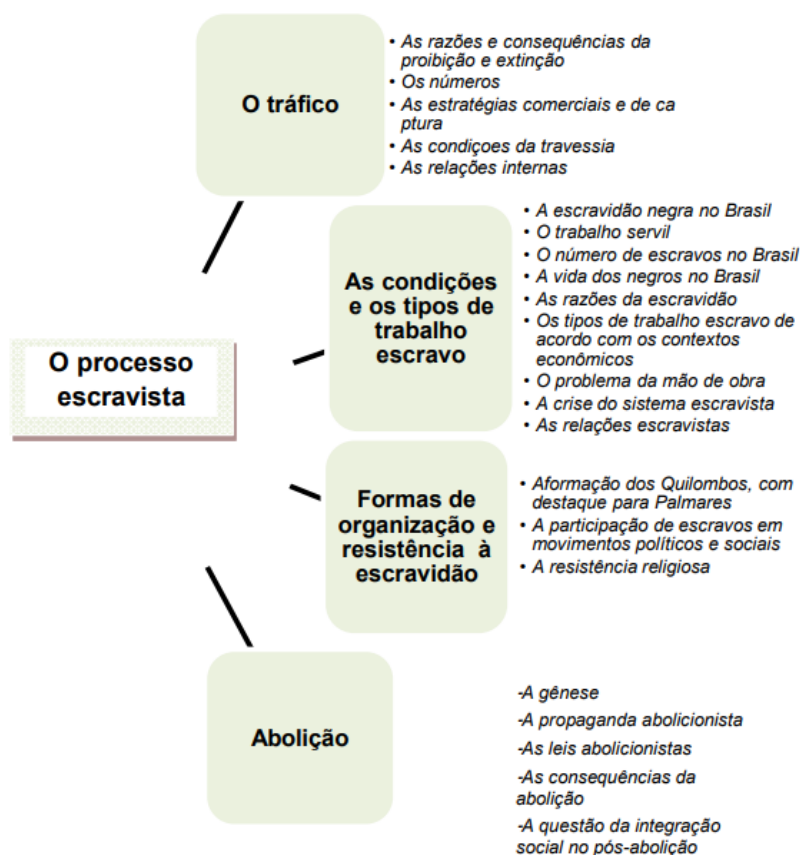 • As razões e consequências da
proibição e extinção
• Os números
• As estratégias comerciais e de ca
ptura
• As condiçoes da travessia
• As relações internas
O tráfico
• A escravidão negra no Brasil
• O trabalho servil
• O número de escravos no Brasil
• A vida dos negros no Brasil
• As razões da escravidão
• Os tipos de trabalho escravo de
acordo com os contextos
econômicos
• O problema da mão de obra
• A crise do sistema escravista
• As relações escravistas
As condições
e os tipos de
trabalho
escravo
O processo
escravista
Formas de
organização e
resistência à
escravidão
• Aformação dos Quilombos, com
destaque para Palmares
• A participação de escravos em
movimentos políticos e sociais
• A resistência religiosa
Abolição
-A gênese
-A propaganda abolicionista
-As leis abolicionistas
-As consequências da
abolição
-A questão da integração
social no pós-abolição